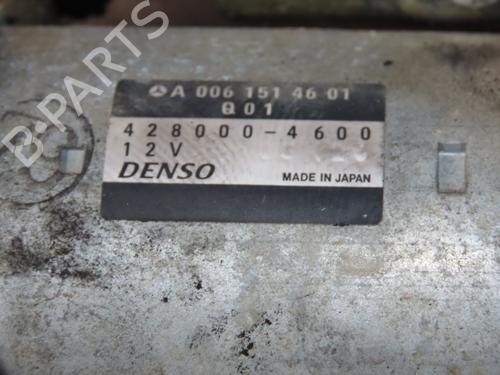 A 006 151 46 01
Q01
428000-4600
12V
DENSO MADE IN JAPAN
B-PARTS